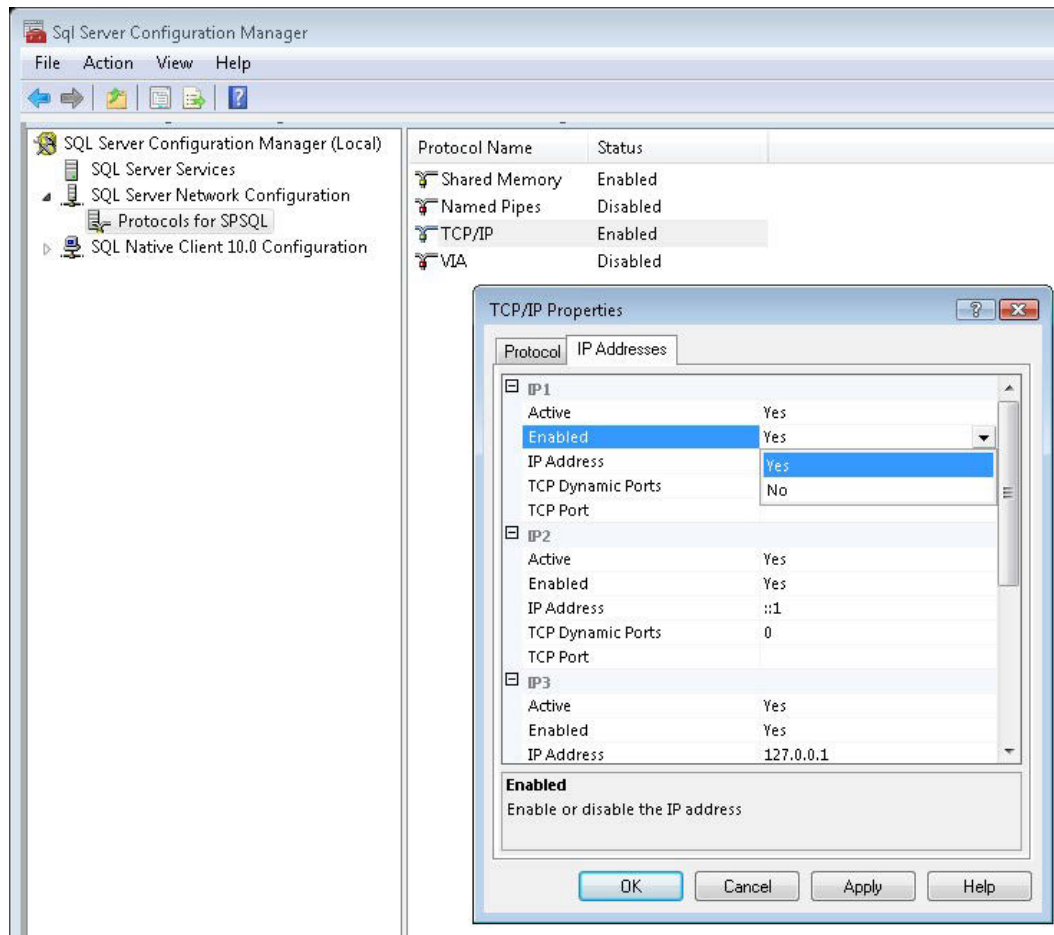 Sql Server Configuration Manager
File Action View Help
SQL Server Configuration Manager (Local)
SQL Server Services
SQL Server Network Configuration
Protocols for SPSQL
SQL Native Client 10.0 Configuration
Protocol Name Status
Shared Memory Enabled
Named Pipes Disabled
TCP/IP Enabled
VIA Disabled
TCP/IP Properties
Protocol IP Addresses
IP1
Active Yes
Enabled Yes
IP Address Yes
TCP Dynamic Ports No
TCP Port
IP2
Active Yes
Enabled Yes
IP Address ::1
TCP Dynamic Ports 0
TCP Port
IP3
Active Yes
Enabled Yes
IP Address 127.0.0.1
Enabled
Enable or disable the IP address
OK Cancel Apply Help